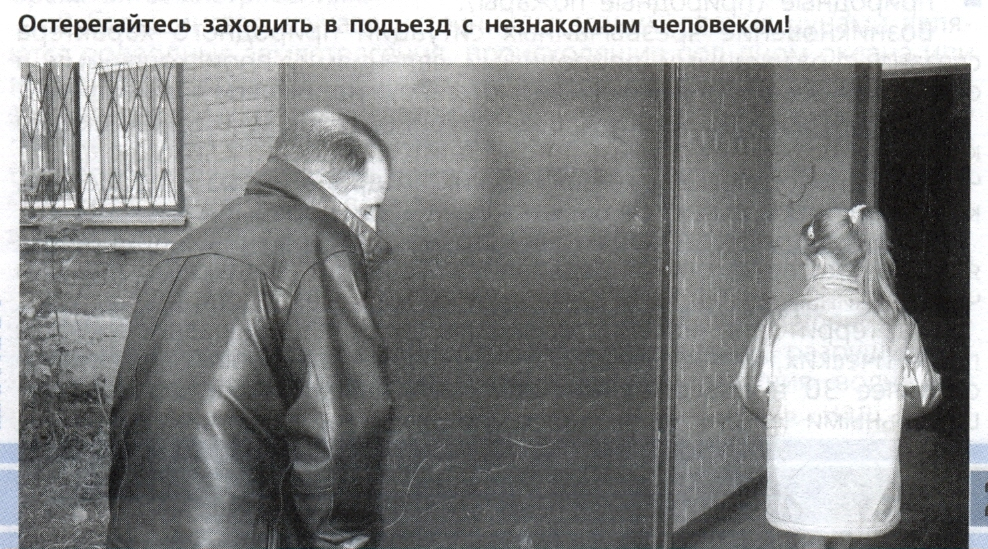 Остерегайтесь заходить в подъезд с незнакомым человеком!